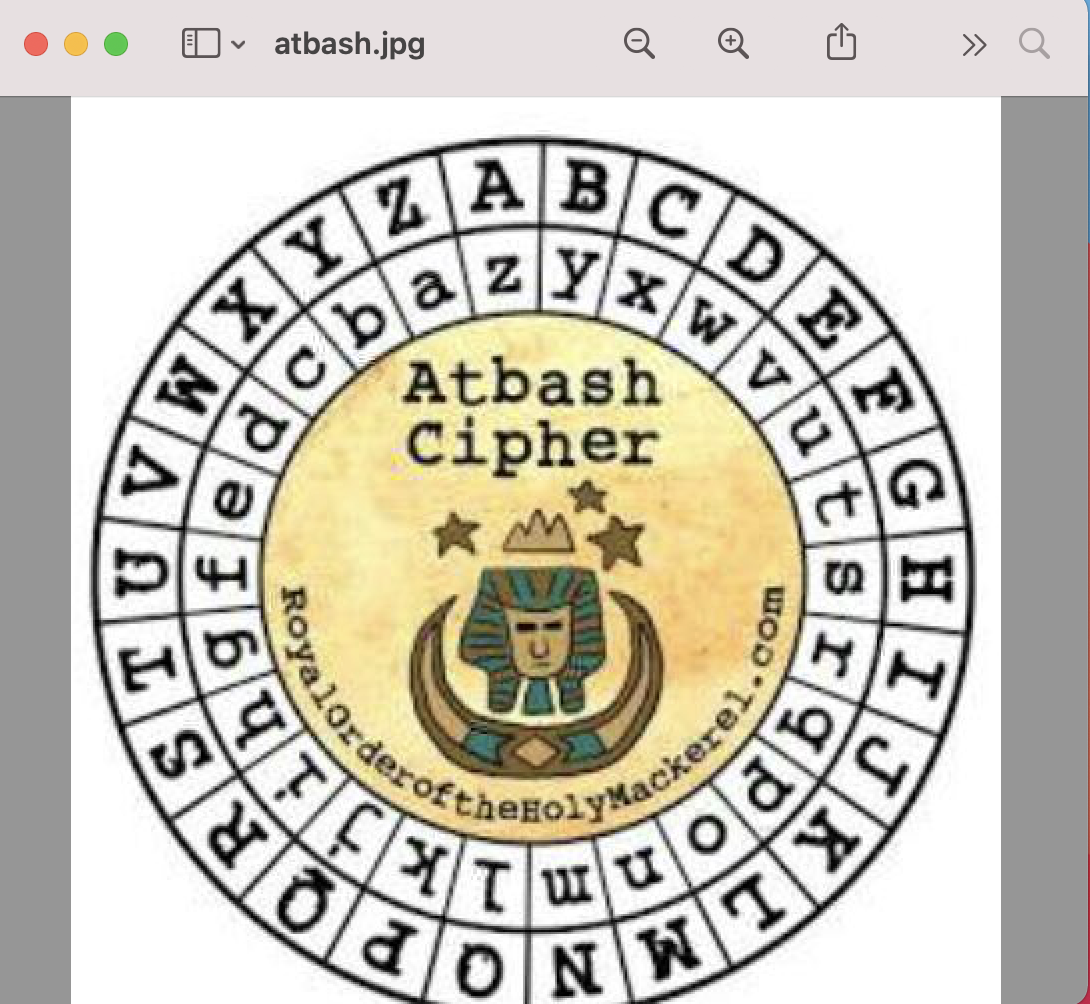 atbash.jpg
A B C D E F G H I J K L M N O P Q R S T U V W X Y Z
z y x w v u t s r q p o n m l k j i h g f e d c b a
Atbash
Cipher
RoyalOrderoftheHolyMackerel.com